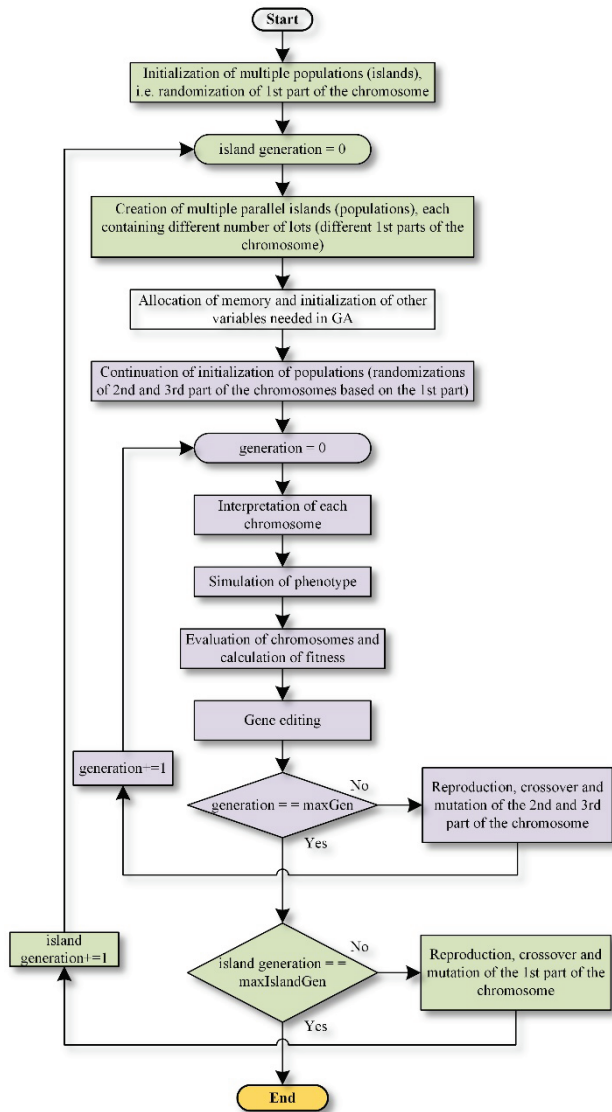 Start
Initialization of multiple populations (islands),
i.e. randomization of 1st part of the chromosome
island generation = 0
Creation of multiple parallel islands (populations), each
containing different number of lots (different 1st parts of the
chromosome)
Allocation of memory and initialization of other
variables needed in GA
Continuation of initialization of populations (randomizations
of 2nd and 3rd part of the chromosomes based on the 1st part)
generation = 0
Interpretation of each
chromosome
Simulation of phenotype
Evaluation of chromosomes and
calculation of fitness
Gene editing
generation+=1
generation = = maxGen
No
Reproduction, crossover and
mutation of the 2nd and 3rd
part of the chromosome
Yes
island
generation+=1
island generation = =
maxIslandGen
No
Reproduction, crossover and
mutation of the 1st part of the
chromosome
Yes
End